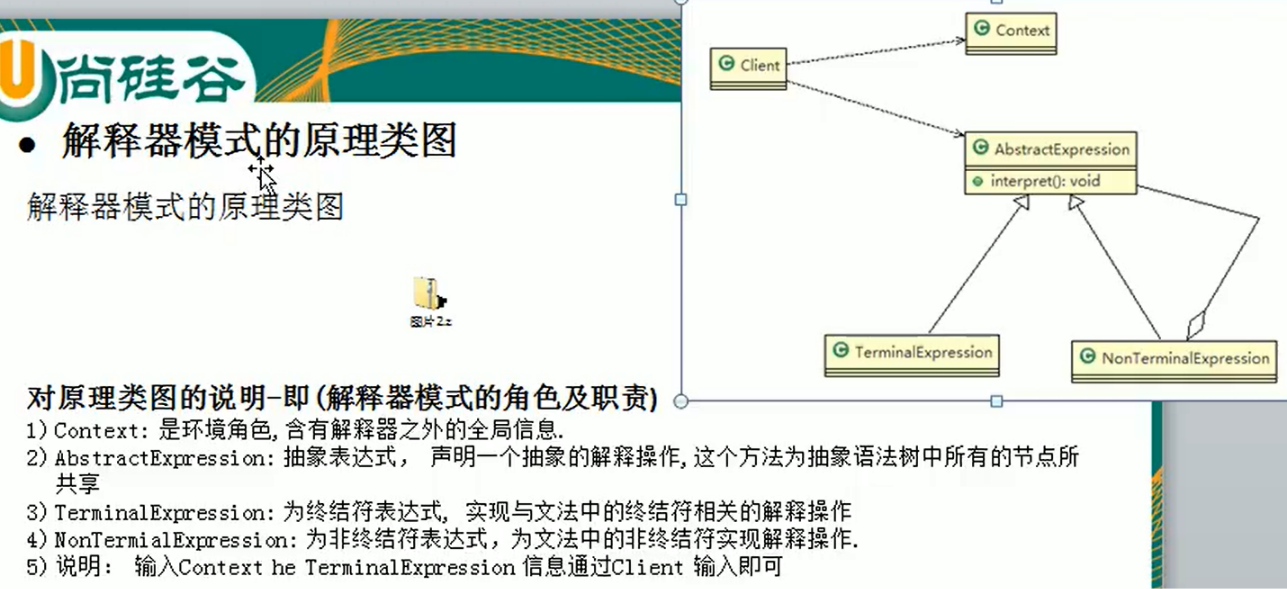 尚硅谷
● 解释器模式的原理类图
解释器模式的原理类图
图片2.z
对原理类图的说明-即(解释器模式的角色及职责)
1) Context: 是环境角色, 含有解释器之外的全局信息.
2) AbstractExpression: 抽象表达式， 声明一个抽象的解释操作, 这个方法为抽象语法树中所有的节点所
共享
3) TerminalExpression: 为终结符表达式, 实现与文法中的终结符相关的解释操作
4) NonTermialExpression: 为非终结符表达式，为文法中的非终结符实现解释操作.
5) 说明： 输入Context he TerminalExpression 信息通过Client 输入即可
Context
Client
AbstractExpression
interpret(): void
TerminalExpression
NonTerminalExpression